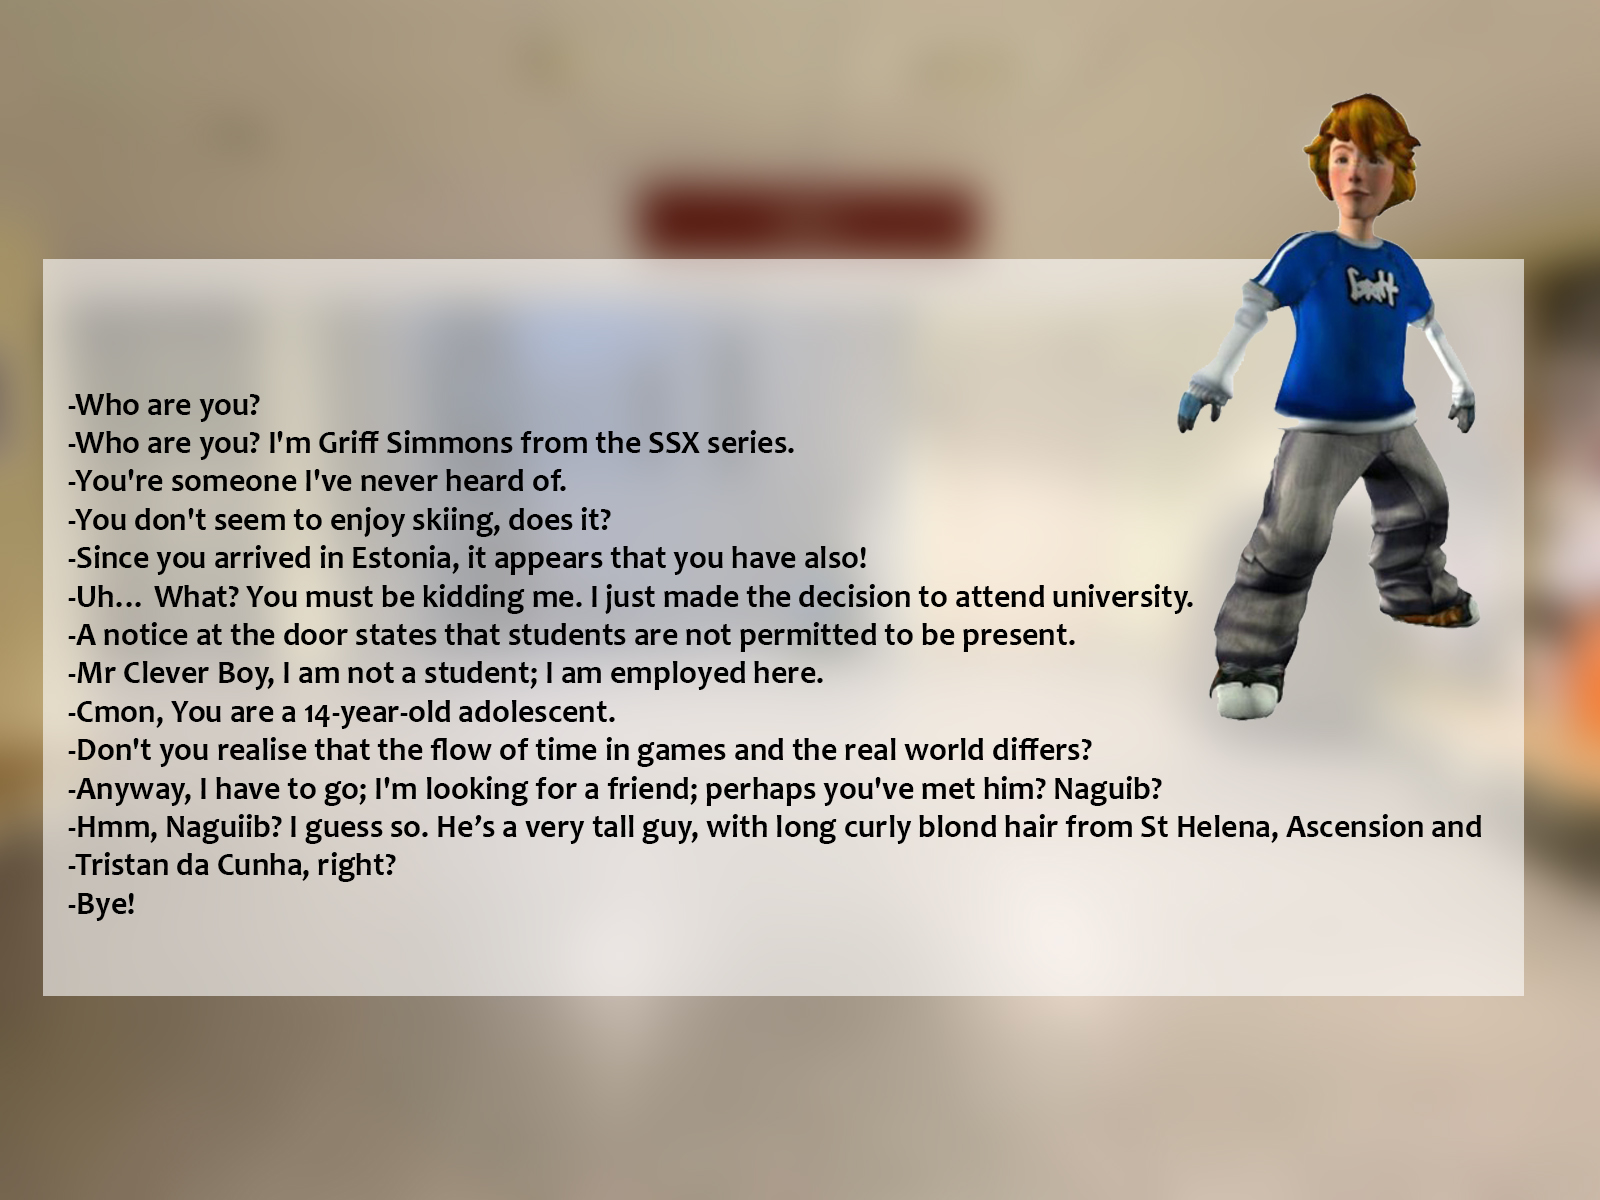 Griff
-Who are you?
-Who are you? I'm Griff Simmons from the SSX series.
-You're someone I've never heard of.
-You don't seem to enjoy skiing, does it?
-Since you arrived in Estonia, it appears that you have also!
-Uh...  What? You must be kidding me. I just made the decision to attend university.
-A notice at the door states that students are not permitted to be present.
-Mr Clever Boy, I am not a student; I am employed here.
-Cmon, You are a 14-year-old adolescent.
-Don't you realise that the flow of time in games and the real world differs?
-Anyway, I have to go; I'm looking for a friend; perhaps you've met him? Naguib?
-Hmm, Naguiib? I guess so. He’s a very tall guy, with long curly blond hair from St Helena, Ascension and
-Tristan da Cunha, right?
-Bye!